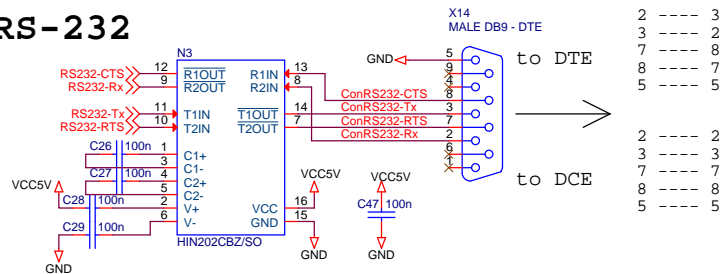 RS-232
X14
MALE DB9 - DTE
2 ---- 3
3 ---- 2
7 ---- 8
8 ---- 7
5 ---- 5
to DTE
N3
GND
5
9
4
8
3
7
2
6
1
RS232-CTS 12 R1OUT R1IN 13
RS232-Rx 9 R2OUT R2IN 8
ConRS232-CTS
RS232-Tx 11 T1IN T1OUT 14 ConRS232-Tx
RS232-RTS 10 T2IN T2OUT 7 ConRS232-RTS
ConRS232-Rx
2 ---- 2
3 ---- 3
7 ---- 7
8 ---- 8
5 ---- 5
to DCE
C26 100n 1 C1+
3 C1-
C27 100n 4 C2+
5 C2-
VCC5V C28 100n 2 V+ VCC 16 VCC5V
C29 100n 6 V- GND 15
VCC5V
C47 100n
HIN202CBZ/SO
GND
GND
GND